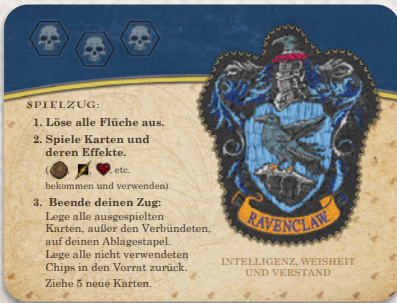 SPIELZUG:
1. Löse alle Flüche aus.
2. Spiele Karten und
deren Effekte.
( , , , etc.
bekommen und verwenden)
3. Beende deinen Zug:
Lege alle ausgespielten
Karten, außer den Verbündeten,
auf deinen Ablagestapel.
Lege alle nicht verwendeten
Chips in den Vorrat zurück.
Ziehe 5 neue Karten.
RAVENCLAW
INTELLIGENZ, WEISHEIT
UND VERSTAND